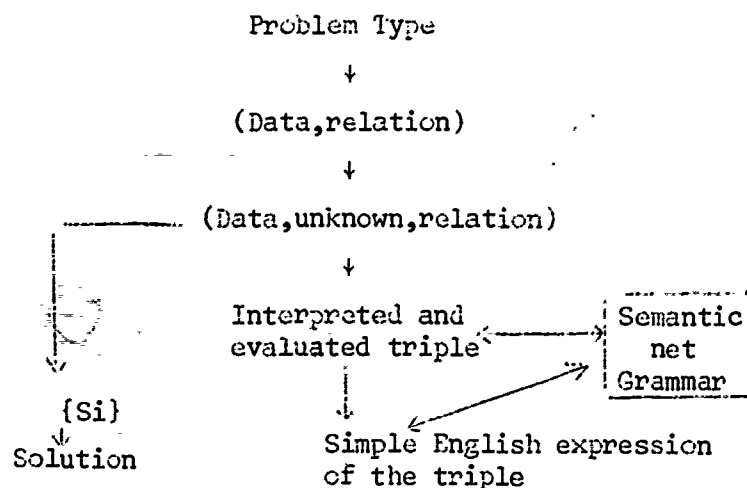 Problem Type
(Data,relation)
(Data,unknown,relation)
Interpreted and
evaluated triple
Semantic
net
Grammar
{Si}
Solution
Simple English expression
of the triple